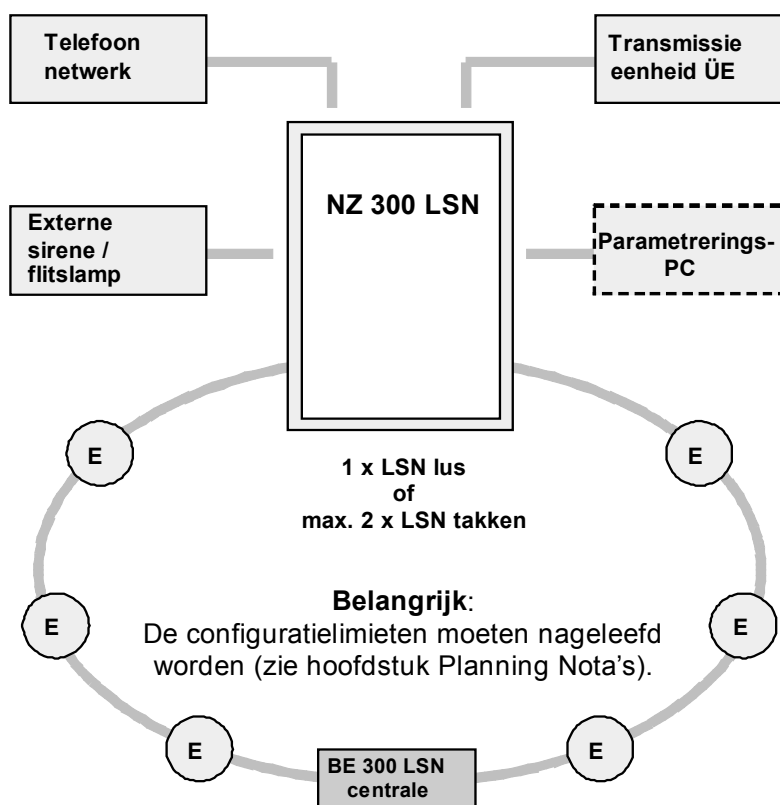 Telefoon
netwerk
Transmissie
eenheid ÜE
NZ 300 LSN
Externe
sirene /
flitslamp
Parametrerings-
PC
E
E
1 x LSN lus
of
max. 2 x LSN takken
Belangrijk:
De configuratielimieten moeten nageleefd
worden (zie hoofdstuk Planning Nota's).
E
E
E
E
BE 300 LSN
centrale